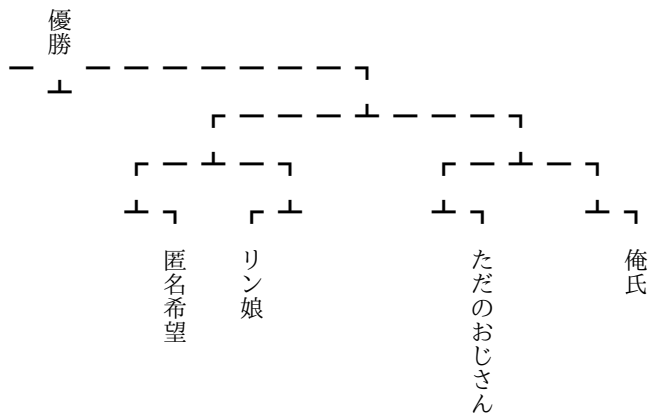 優勝
匿名希望
リン娘
ただのおじさん
俺氏